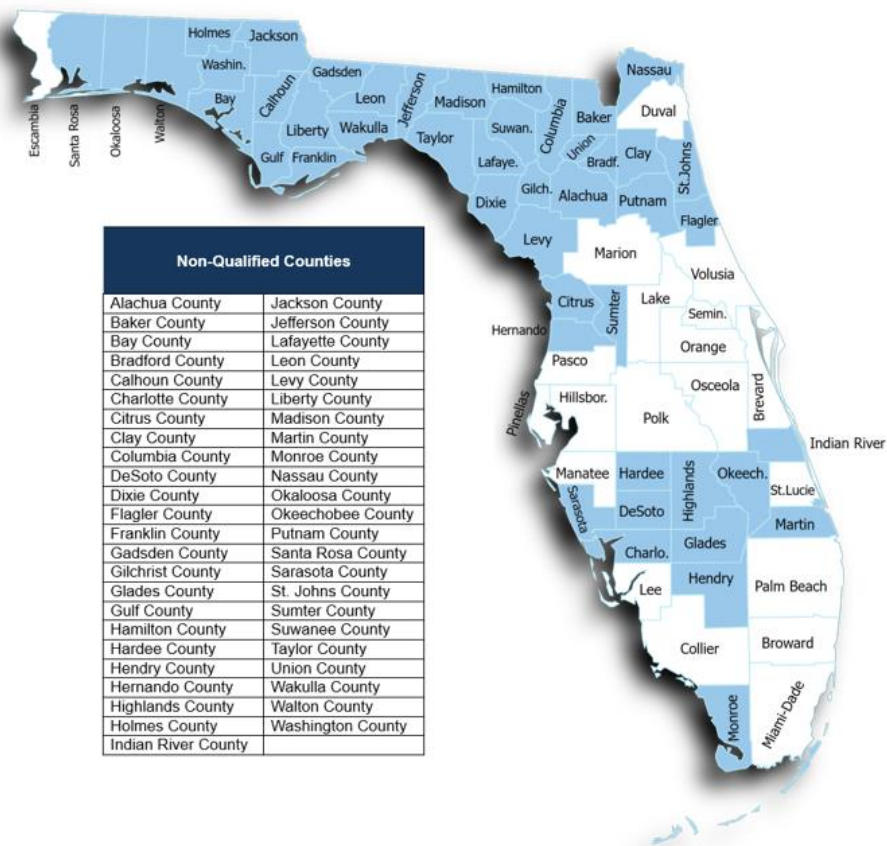 Holmes
Jackson
Washin.
Gadsden
Bay
Calhoun
Leon
Jefferson
Madison
Hamilton
Liberty
Wakulla
Taylor
Suwan.
Columbia
Baker
Nassau
Duval
Gulf
Franklin
Lafaye.
Union
Bradf.
Clay
St.Johns
Escambia
Santa Rosa
Okaloosa
Walton
Dixie
Gilch.
Alachua
Putnam
Flagler
Levy
Marion
Volusia
Citrus
Sumter
Lake
Semin.
Hernando
Orange
Pasco
Osceola
Brevard
Pinellas
Hillsbor.
Polk
Indian River
Manatee
Hardee
Highlands
Okeech.
St.Lucie
Sarasota
DeSoto
Martin
Charlo.
Glades
Lee
Hendry
Palm Beach
Collier
Broward
Monroe
Miami-Dade
Non-Qualified Counties
Alachua County Jackson County
Baker County Jefferson County
Bay County Lafayette County
Bradford County Leon County
Calhoun County Levy County
Charlotte County Liberty County
Citrus County Madison County
Clay County Martin County
Columbia County Monroe County
DeSoto County Nassau County
Dixie County Okaloosa County
Flagler County Okeechobee County
Franklin County Putnam County
Gadsden County Santa Rosa County
Gilchrist County Sarasota County
Glades County St. Johns County
Gulf County Sumter County
Hamilton County Suwanee County
Hardee County Taylor County
Hendry County Union County
Hernando County Wakulla County
Highlands County Walton County
Holmes County Washington County
Indian River County